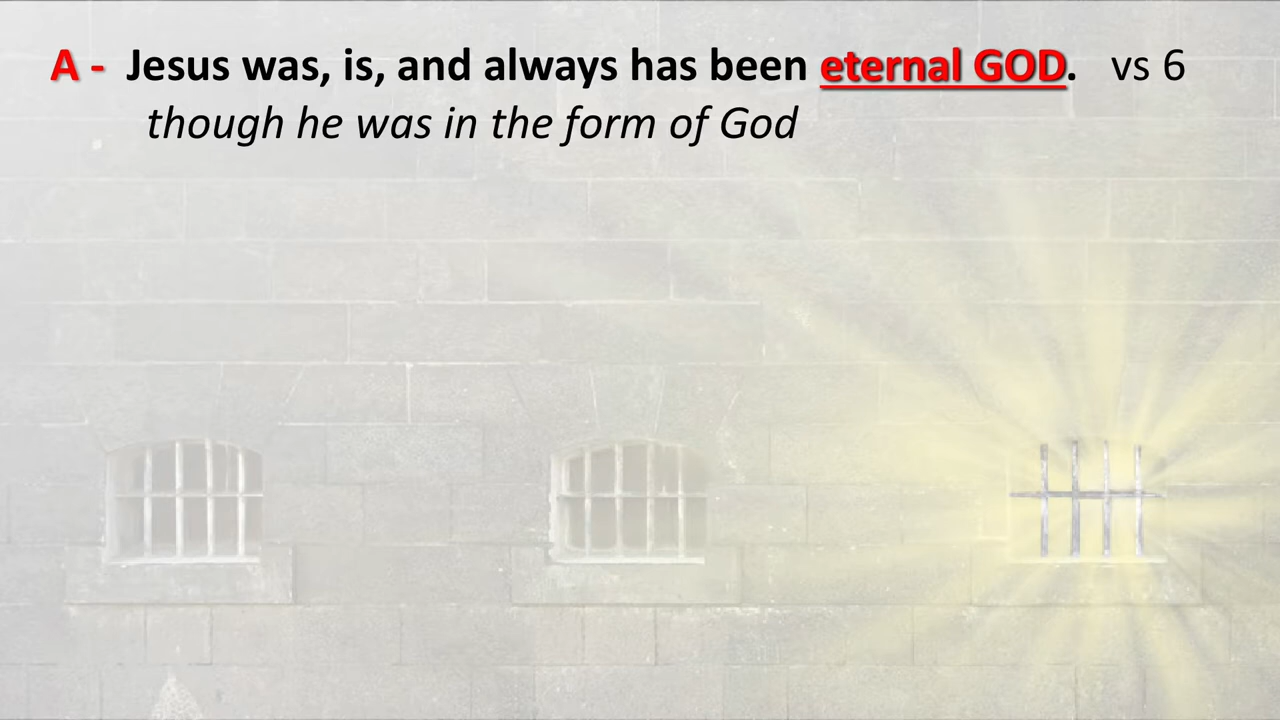 A - Jesus was, is, and always has been eternal GOD. vs 6
though he was in the form of God